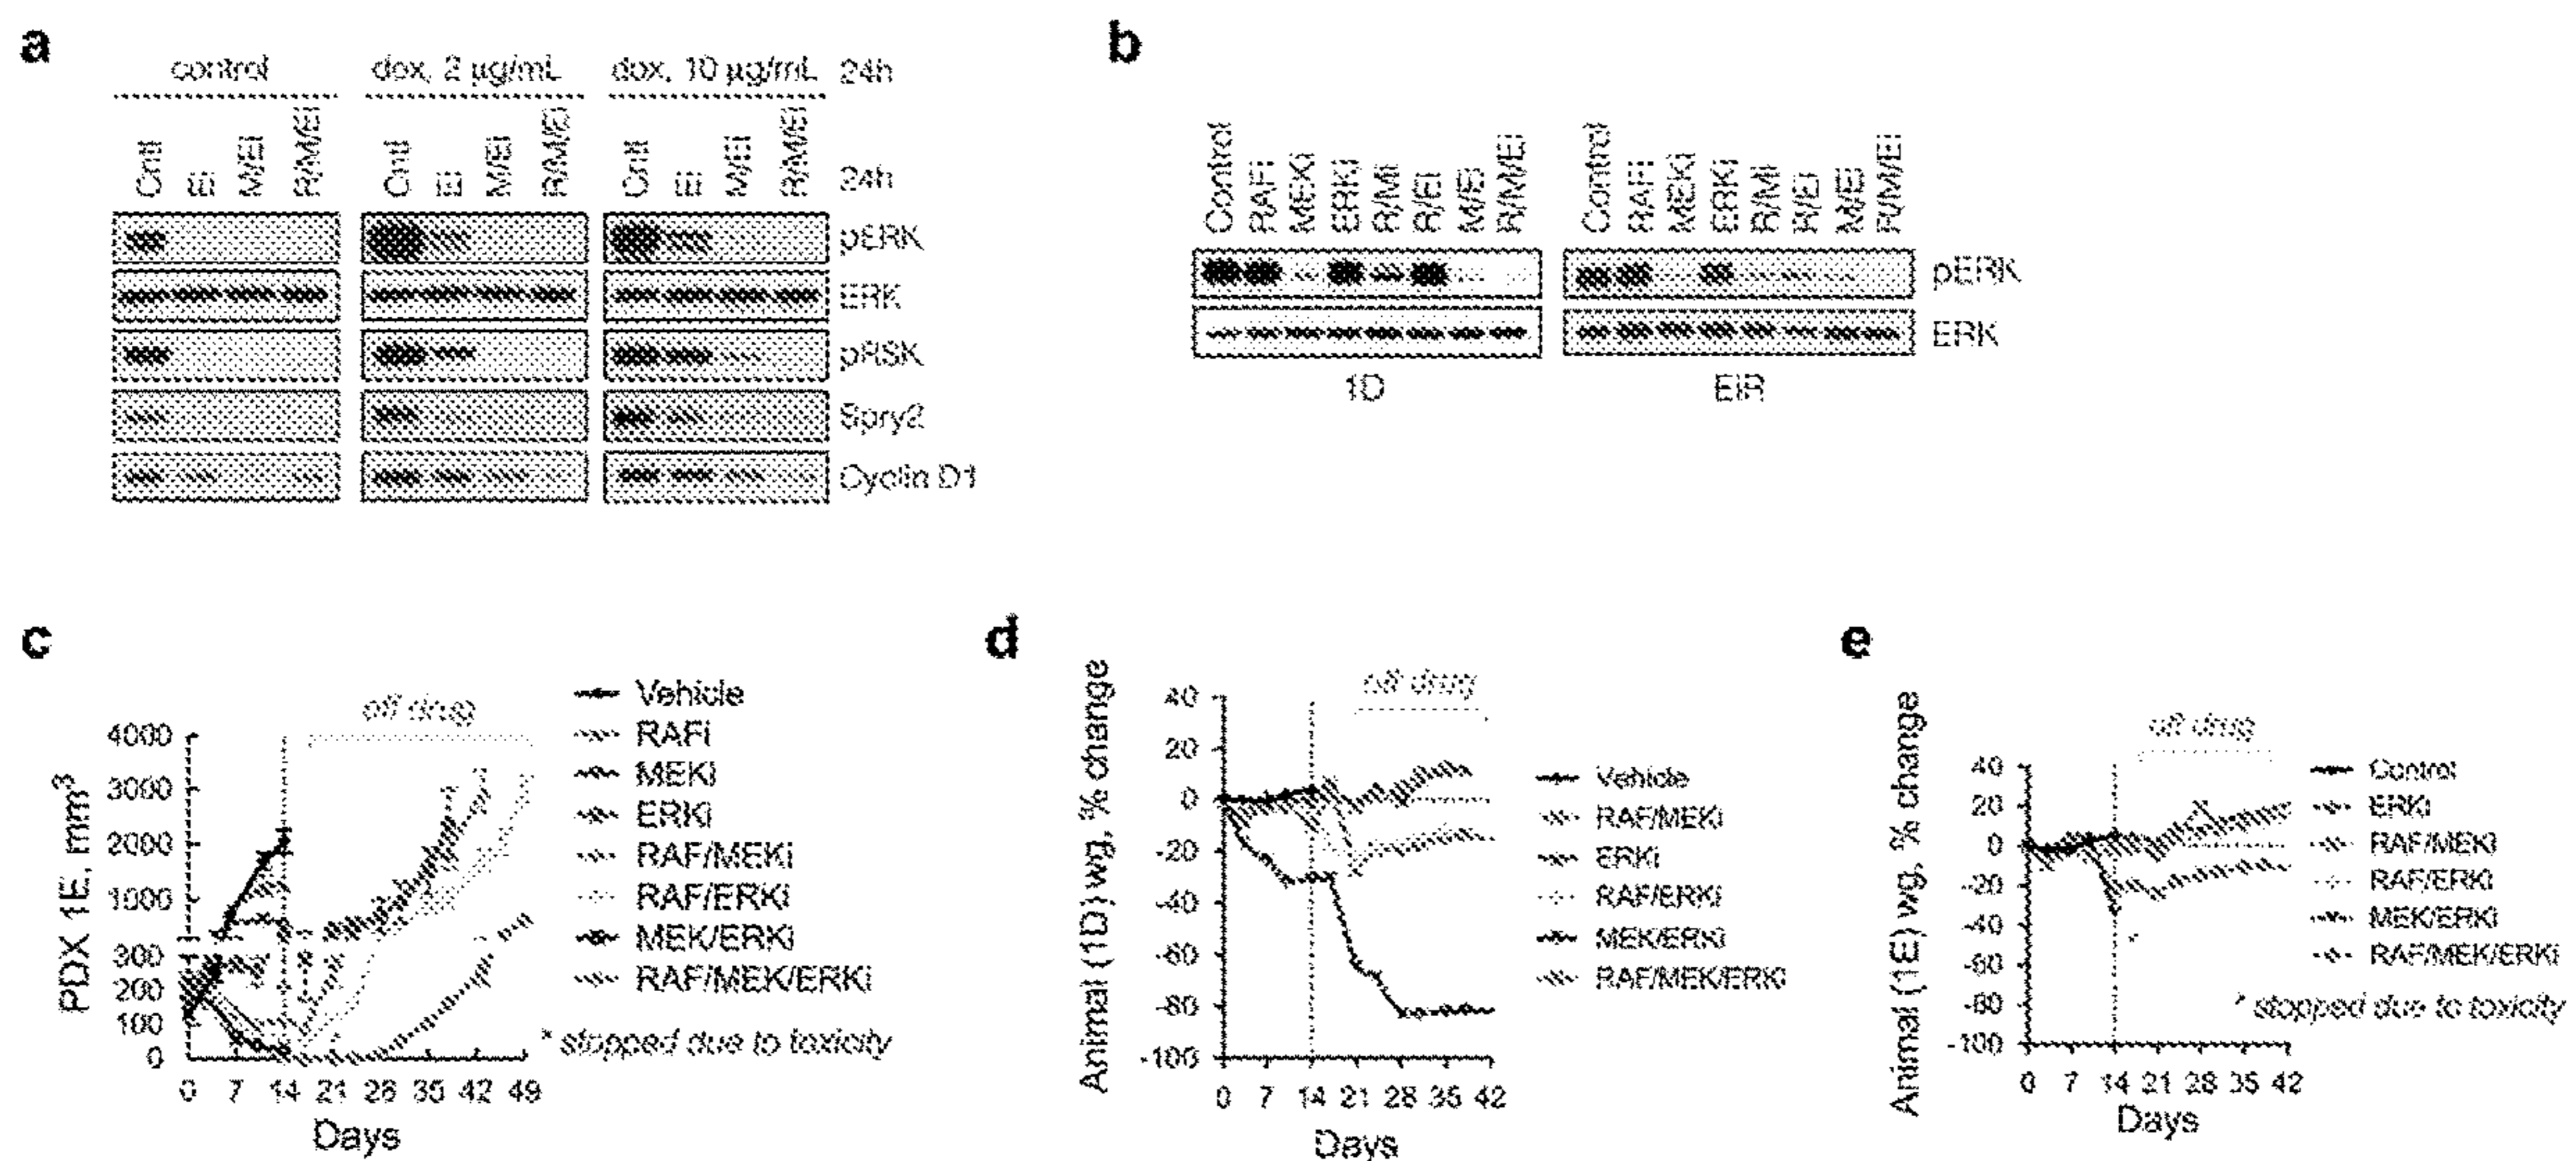 a
control dox, 2 µg/mL dox, 10 µg/mL 24h
Cntl Ei M/Ei R/M/Ei Cntl Ei M/Ei R/M/Ei Cntl Ei M/Ei R/M/Ei 24h
pERK
ERK
pRSK
Spry2
Cyclin D1
b
Control RAFi MEKi ERKi R/Mi R/Ei M/Ei R/M/Ei Control RAFi MEKi ERKi R/Mi R/Ei M/Ei R/M/Ei
pERK
ERK
1D EiR
c
PDX 1E, mm³
off drug
4000
3000
2000
1000
300
200
100
0
0 7 14 21 28 35 42 49
Days
Vehicle
RAFi
MEKi
ERKi
RAF/MEKi
RAF/ERKi
MEK/ERKi
RAF/MEK/ERKi
* stopped due to toxicity
d
Animal (1D) wg, % change
off drug
40
20
0
-20
-40
-60
-80
-100
0 7 14 21 28 35 42
Days
Vehicle
RAF/MEKi
ERKi
RAF/ERKi
MEK/ERKi
RAF/MEK/ERKi
e
Animal (1E) wg, % change
off drug
40
20
0
-20
-40
-60
-80
-100
0 7 14 21 28 35 42
Days
Control
ERKi
RAF/MEKi
RAF/ERKi
MEK/ERKi
RAF/MEK/ERKi
* stopped due to toxicity